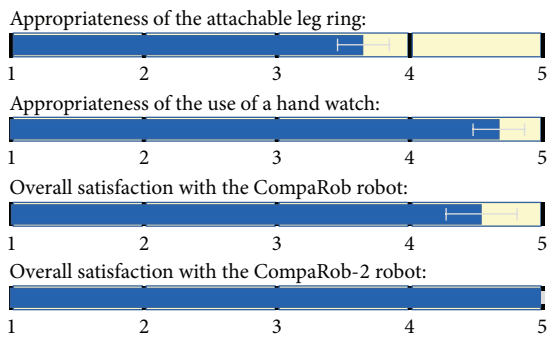 Appropriateness of the attachable leg ring:
1 2 3 4 5
Appropriateness of the use of a hand watch:
1 2 3 4 5
Overall satisfaction with the CompaRob robot:
1 2 3 4 5
Overall satisfaction with the CompaRob-2 robot:
1 2 3 4 5